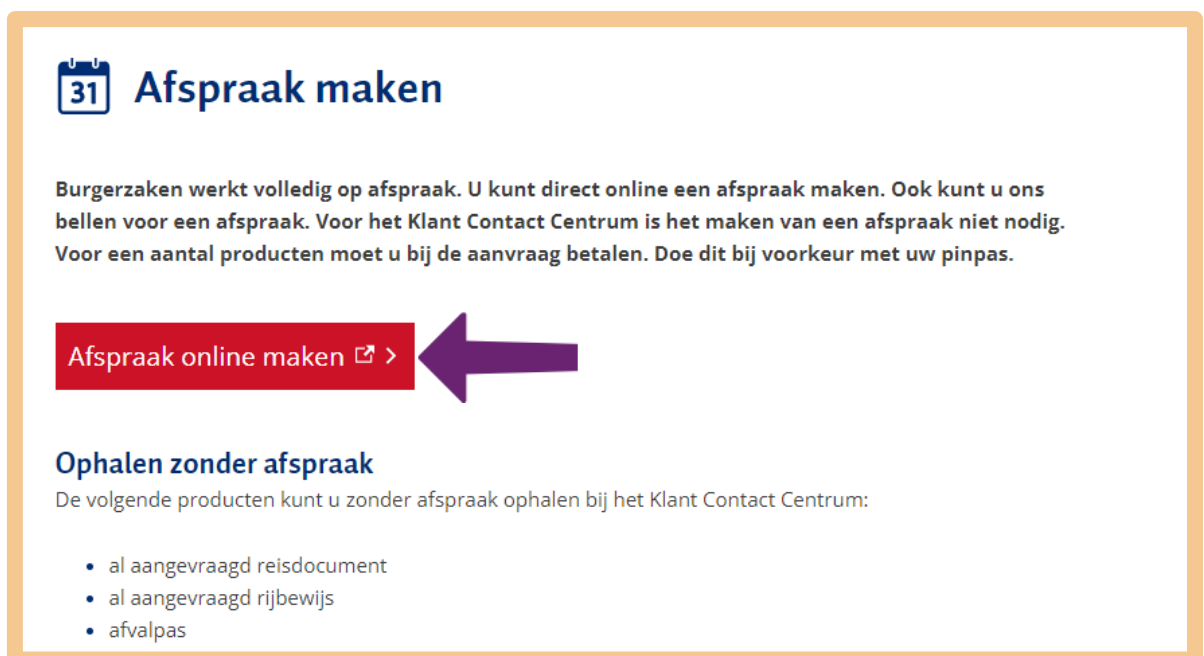 31
Afspraak maken
Burgerzaken werkt volledig op afspraak. U kunt direct online een afspraak maken. Ook kunt u ons
bellen voor een afspraak. Voor het Klant Contact Centrum is het maken van een afspraak niet nodig.
Voor een aantal producten moet u bij de aanvraag betalen. Doe dit bij voorkeur met uw pinpas.
Afspraak online maken
Ophalen zonder afspraak
De volgende producten kunt u zonder afspraak ophalen bij het Klant Contact Centrum:
• al aangevraagd reisdocument
• al aangevraagd rijbewijs
• afvalpas